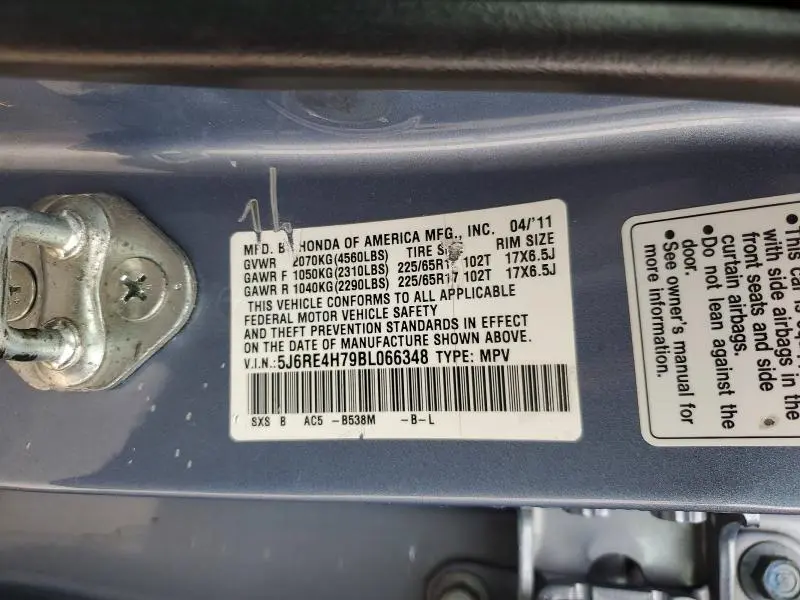 MFD. BY HONDA OF AMERICA MFG., INC. 04/'11
GVWR 2070KG(4560LBS) TIRE SIZE RIM SIZE
GAWR F 1050KG(2310LBS) 225/65R17 102T 17X6.5J
GAWR R 1040KG(2290LBS) 225/65R17 102T 17X6.5J
THIS VEHICLE CONFORMS TO ALL APPLICABLE
FEDERAL MOTOR VEHICLE SAFETY
AND THEFT PREVENTION STANDARDS IN EFFECT
ON THE DATE OF MANUFACTURE SHOWN ABOVE.
V.I.N.:5J6RE4H79BL066348 TYPE: MPV
SXS B AC5 -B538M -B-L
•This car is
with side airbags in the
front seats and side
curtain airbags.
•Do not lean against the
door.
•See owner's manual for
more information.